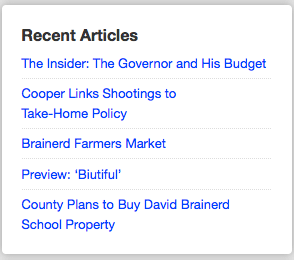 Recent Articles
The Insider: The Governor and His Budget
Cooper Links Shootings to
Take-Home Policy
Brainerd Farmers Market
Preview: ‘Biutiful’
County Plans to Buy David Brainerd
School Property